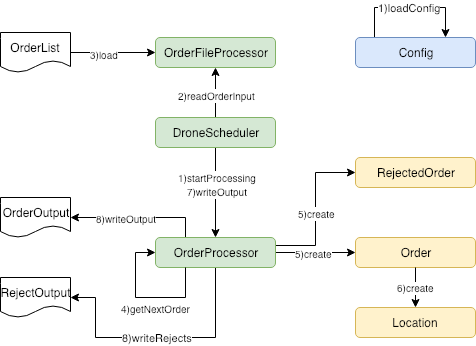 1)loadConfig
OrderList
3)load
OrderFileProcessor
Config
2)readOrderInput
DroneScheduler
1)startProcessing
7)writeOutput
RejectedOrder
OrderOutput
8)writeOutput
5)create
OrderProcessor
5)create
Order
RejectOutput
4)getNextOrder
6)create
Location
8)writeRejects